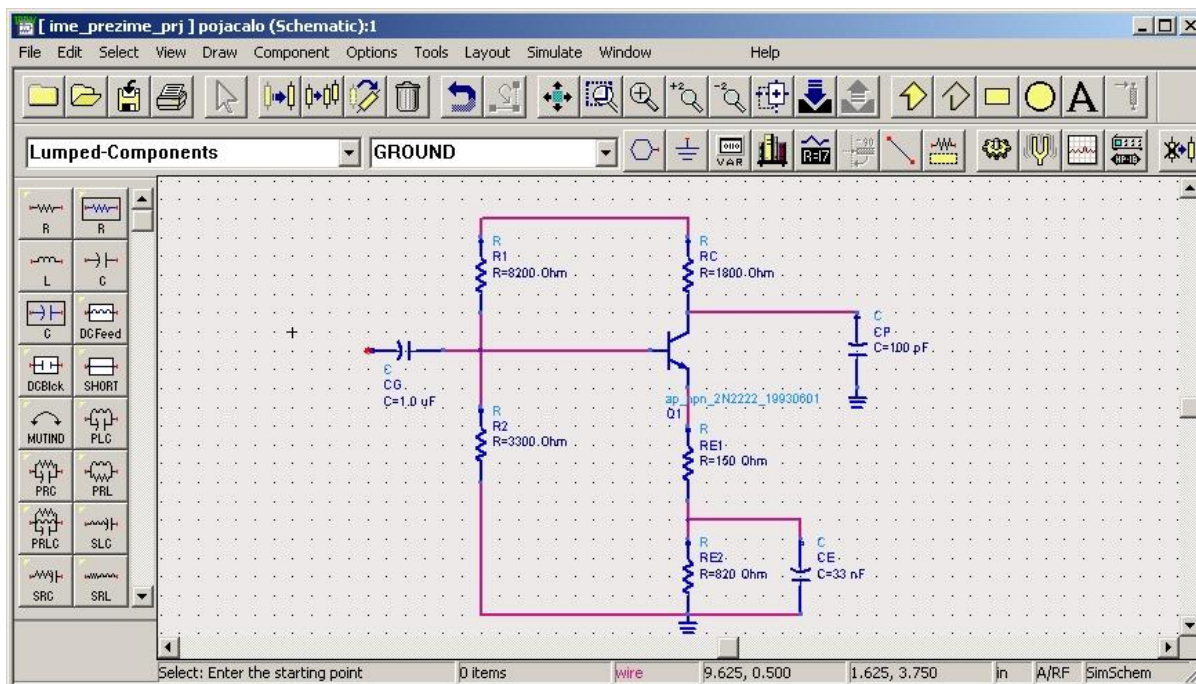 [ ime_prezime_prj ] pojacalo (Schematic):1
File Edit Select View Draw Component Options Tools Layout Simulate Window Help
+2 -2 A
Lumped-Components GROUND VAR
R R
L C
C DCFeed
DCBlck SHORT
MUTIND PLC
PRC PRL
PRLC SLC
SRC SRL
R
R1
R=8200 Ohm
R
RC
R=1800 Ohm
C
CP
C=100 pF
C
CG
C=1.0 uF
ap_npn_2N2222_19930601
Q1
R
R2
R=3300 Ohm
R
RE1
R=150 Ohm
R
RE2
R=820 Ohm
C
CE
C=33 nF
Select: Enter the starting point 0 items wire 9.625, 0.500 1.625, 3.750 in A/RF SimSchem